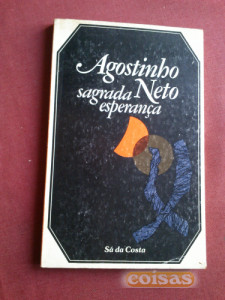 Agostinho
Neto
sagrada
esperança
Sá da Costa
coisas